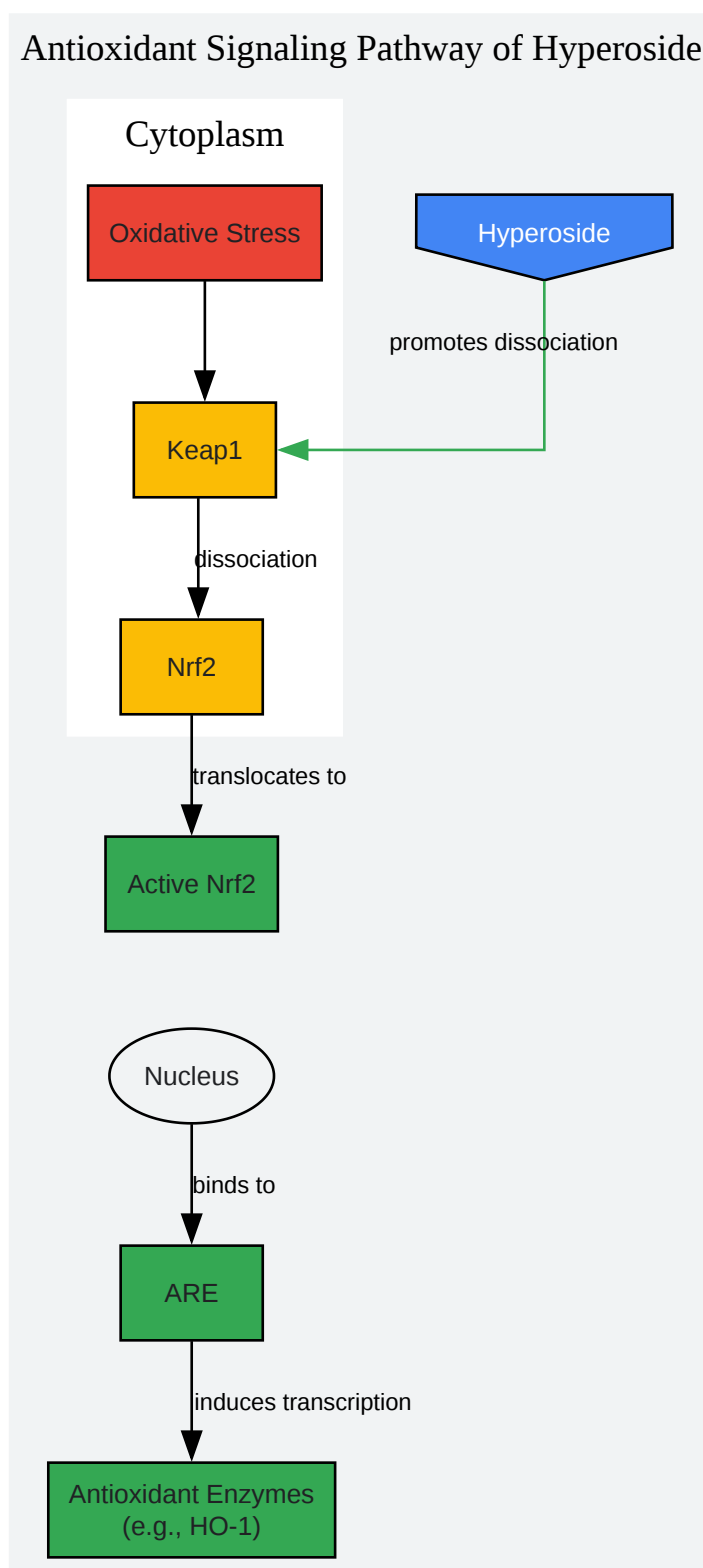 Antioxidant Signaling Pathway of Hyperoside
Cytoplasm
Oxidative Stress
Hyperoside
promotes dissociation
Keap1
dissociation
Nrf2
translocates to
Active Nrf2
Nucleus
binds to
ARE
induces transcription
Antioxidant Enzymes
(e.g., HO-1)